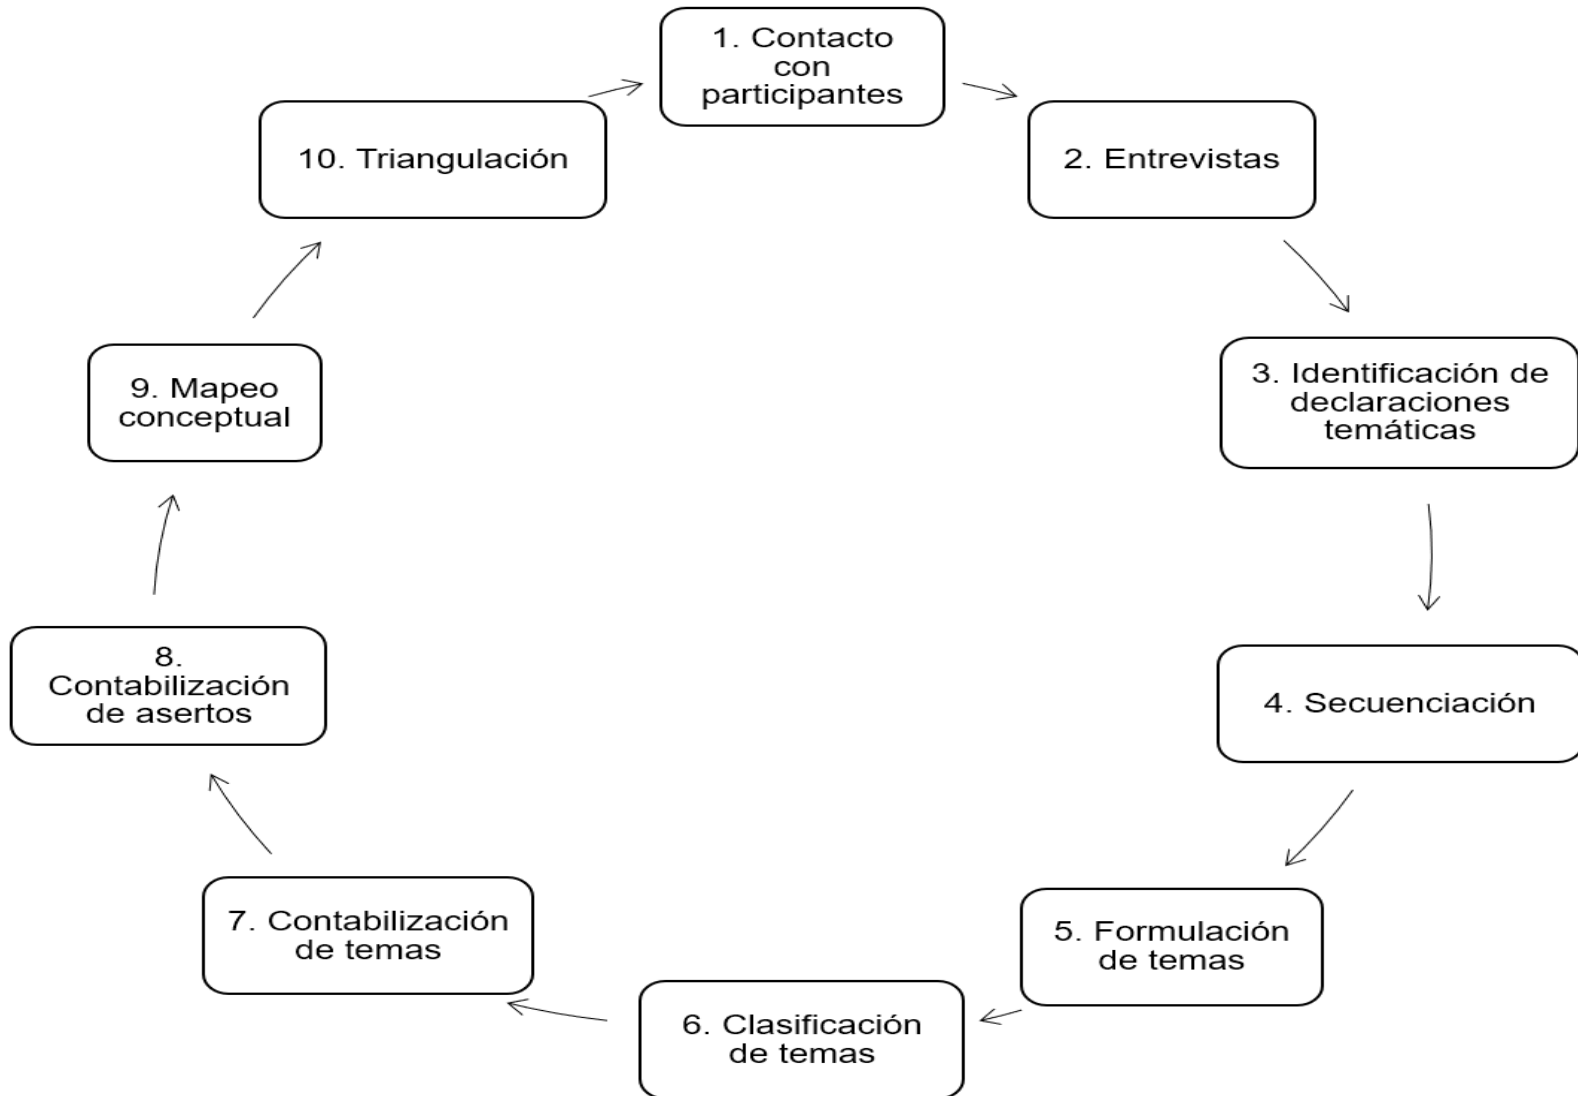 1. Contacto
con
participantes
2. Entrevistas
3. Identificación de
declaraciones
temáticas
4. Secuenciación
5. Formulación
de temas
6. Clasificación
de temas
7. Contabilización
de temas
8.
Contabilización
de asertos
9. Mapeo
conceptual
10. Triangulación